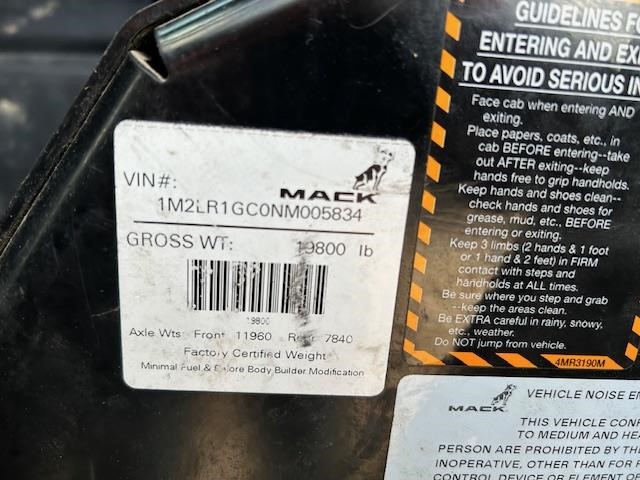 VIN#:
MACK
1M2LR1GC0NM005834
GROSS WT: 19800 lb
19800
Axle Wts: Front 11960 Rear 7840
Factory Certified Weight
Minimal Fuel & Before Body Builder Modification
GUIDELINES FO
ENTERING AND EXI
TO AVOID SERIOUS IN
Face cab when entering AND
exiting.
Place papers, coats, etc., in
cab BEFORE entering--take
out AFTER exiting--keep
hands free to grip handholds.
Keep hands and shoes clean--
check hands and shoes for
grease, mud, etc., BEFORE
entering or exiting.
Keep 3 limbs (2 hands & 1 foot
or 1 hand & 2 feet) in FIRM
contact with steps and
handholds at ALL times.
Be sure where you step and grab
--keep the areas clean.
Be EXTRA careful in rainy, snowy,
etc., weather.
Do NOT jump from vehicle.
4MR3190M
MACK
VEHICLE NOISE EM
THIS VEHICLE CONF
TO MEDIUM AND HEA
PERSON ARE PROHIBITED BY THE
INOPERATIVE, OTHER THAN FOR
CONTROL DEVICE OR ELEMENT OF